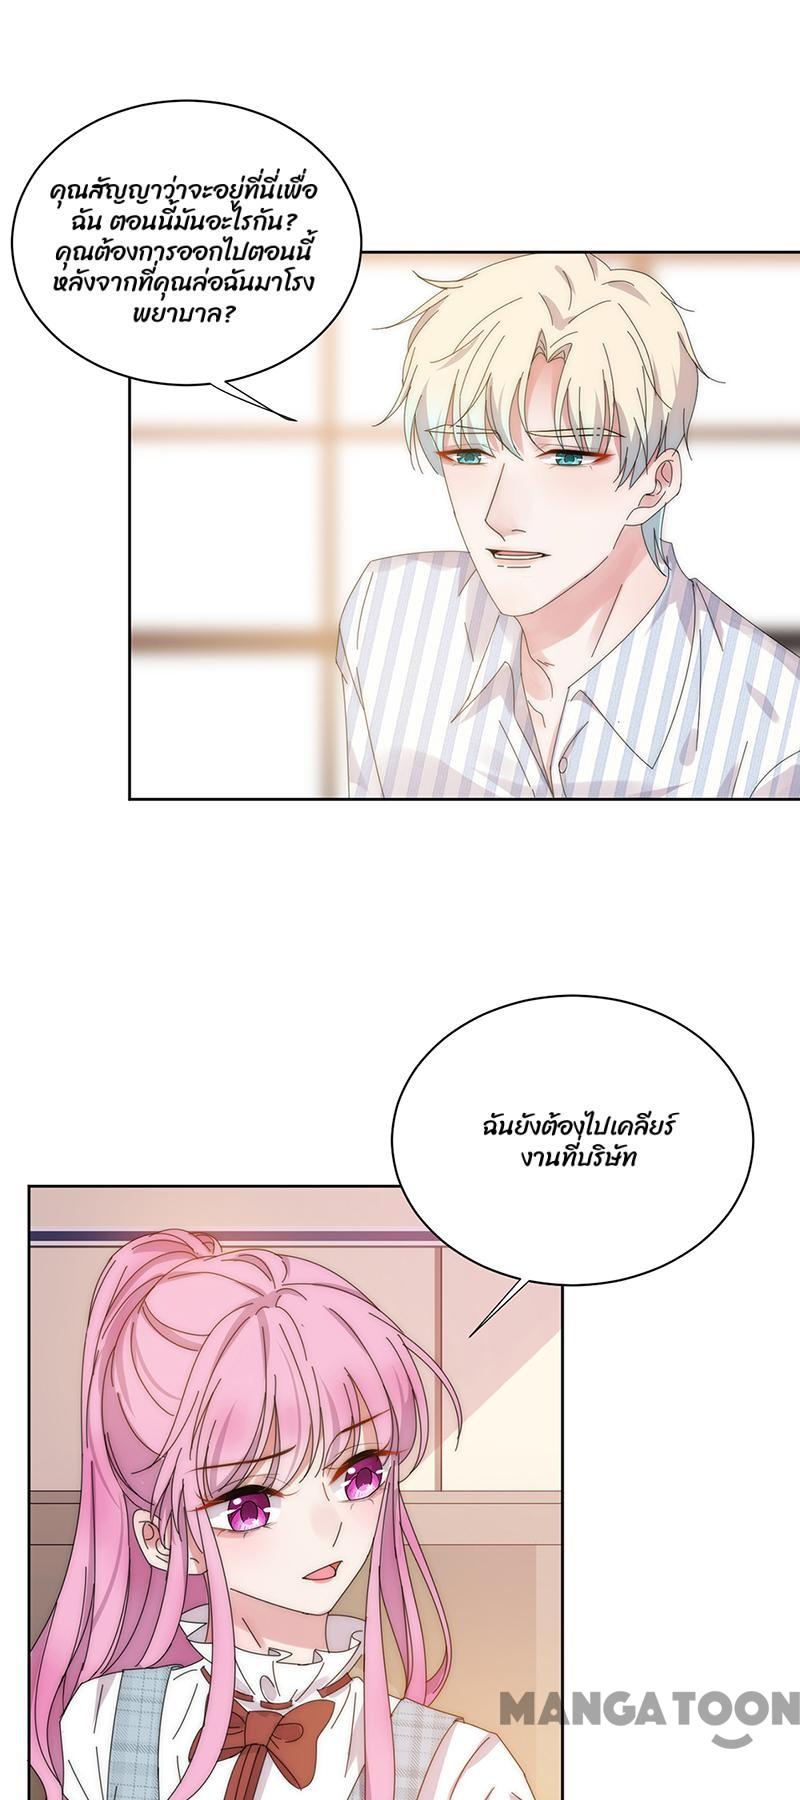 คุณสัญญาว่าจะอยู่ที่นี่เพื่อ
ฉัน ตอนนี้มันอะไรกัน?
คุณต้องการออกไปตอนนี้
หลังจากที่คุณล่อฉันมาโรง
พยาบาล?
ฉันยังต้องไปเคลียร์
งานที่บริษัท
MANGATOON